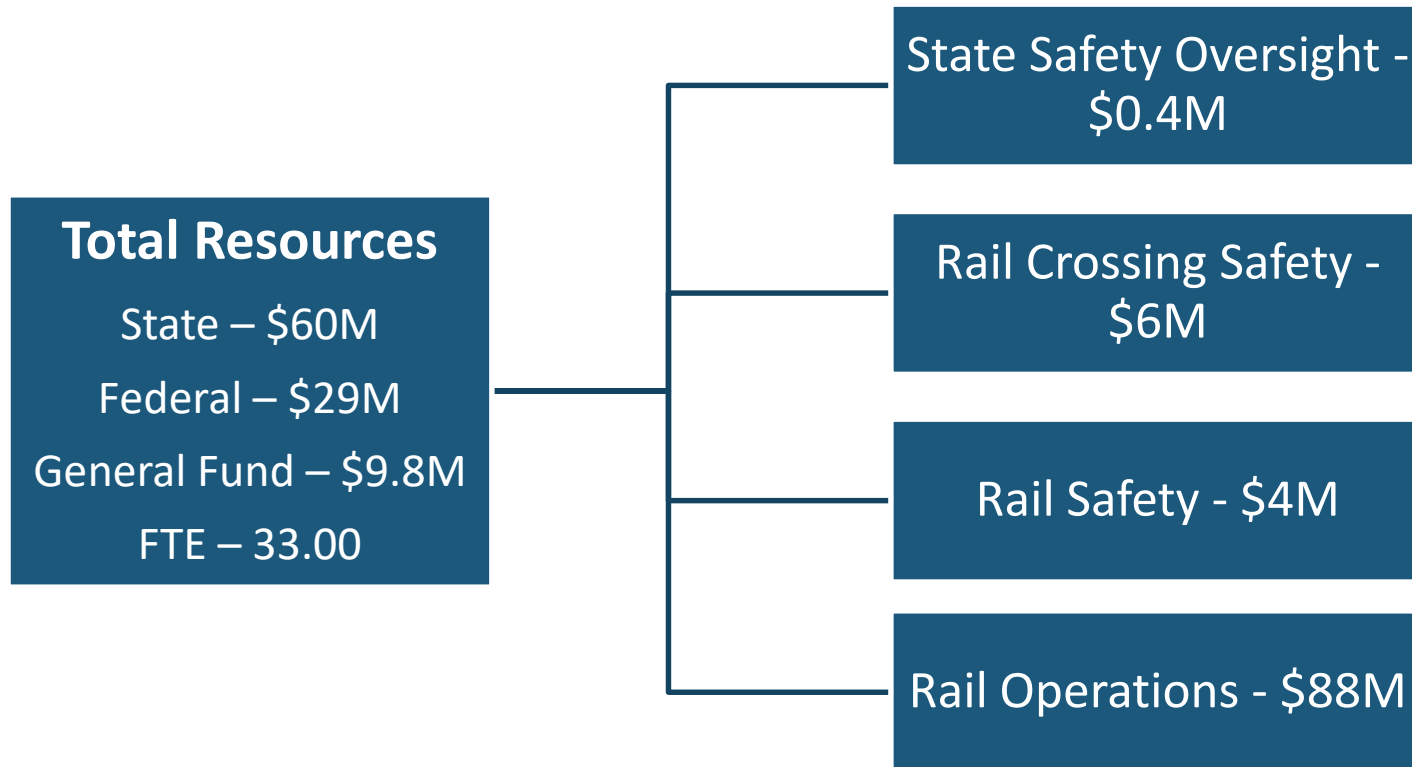 Total Resources
State – $60M
Federal – $29M
General Fund – $9.8M
FTE – 33.00
State Safety Oversight -
$0.4M
Rail Crossing Safety -
$6M
Rail Safety - $4M
Rail Operations - $88M